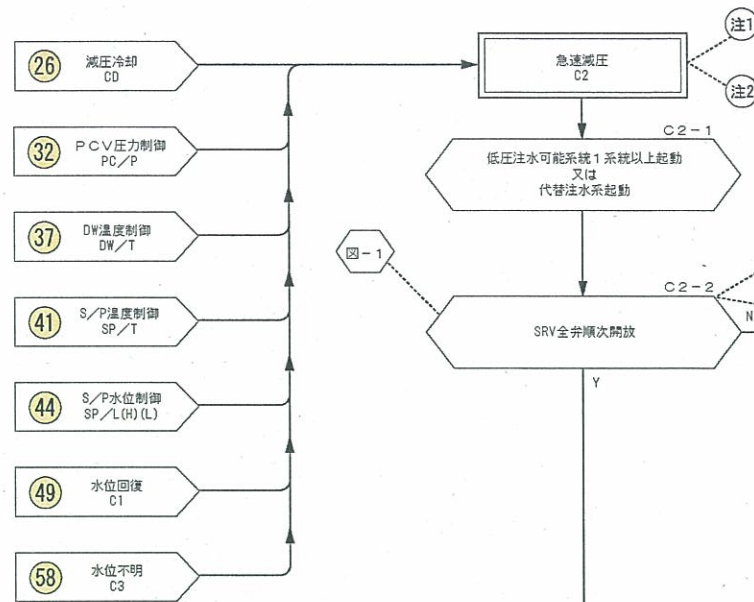 26
減圧冷却
CD
32
PCV圧力制御
PC/P
37
DW温度制御
DW/T
41
S/P温度制御
SP/T
44
S/P水位制御
SP/L(H)(L)
49
水位回復
C1
58
水位不明
C3
急速減圧
C2
注1
注2
C2-1
低圧注水可能系統1系統以上起動
又は
代替注水系起動
図-1
C2-2
SRV全弁順次開放
N
Y